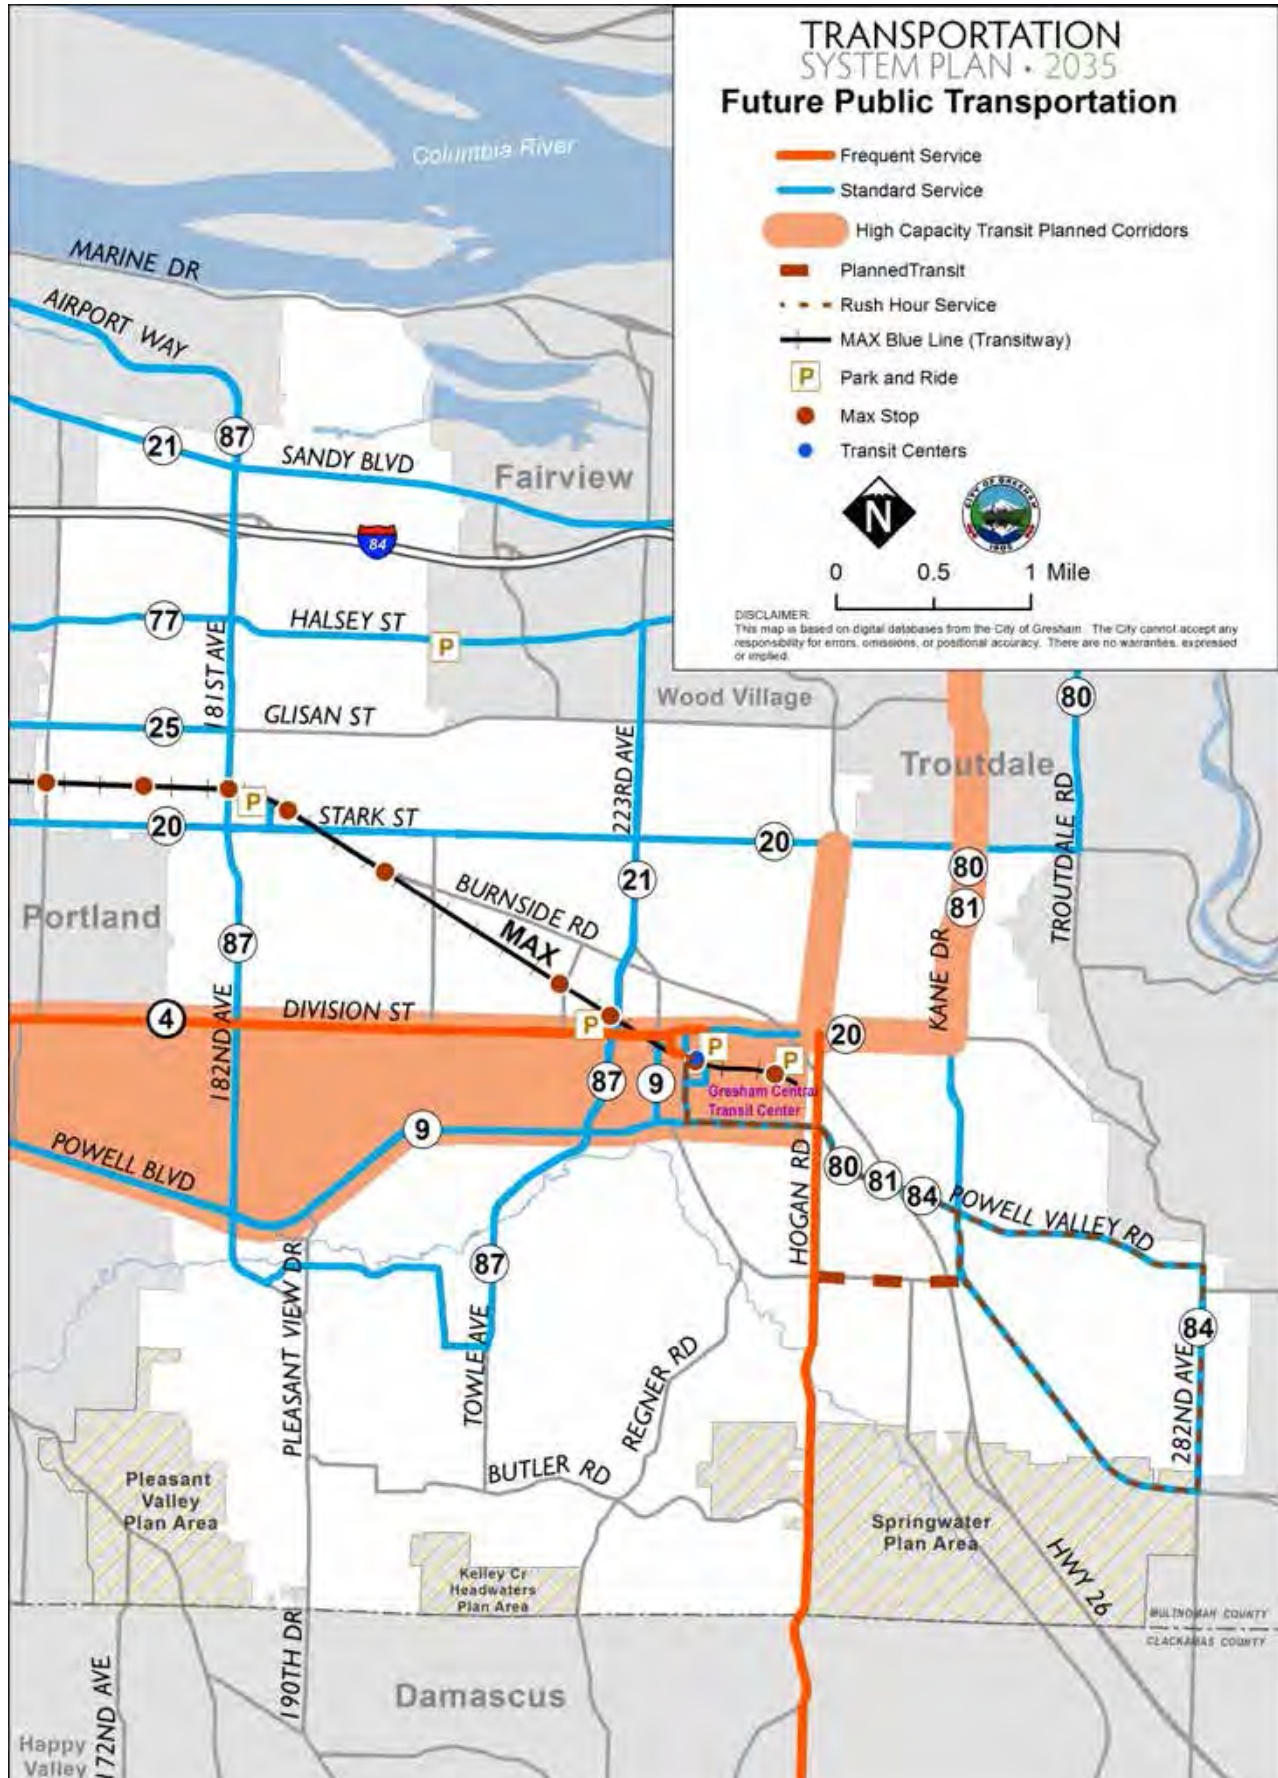 TRANSPORTATION
SYSTEM PLAN • 2035
Future Public Transportation
Frequent Service
Standard Service
High Capacity Transit Planned Corridors
PlannedTransit
Rush Hour Service
MAX Blue Line (Transitway)
P Park and Ride
Max Stop
Transit Centers
N
CITY OF GRESHAM
1905
0 0.5 1 Mile
DISCLAIMER:
This map is based on digital databases from the City of Gresham. The City cannot accept any
responsibility for errors, omissions, or positional accuracy. There are no warranties, expressed
or implied.
Columbia River
MARINE DR
AIRPORT WAY
21
87
SANDY BLVD
Fairview
84
77
HALSEY ST
P
181ST AVE
25
GLISAN ST
Wood Village
80
223RD AVE
Troutdale
P
STARK ST
20
20
TROUTDALE RD
80
21
BURNSIDE RD
81
Portland
MAX
87
KANE DR
182ND AVE
4
DIVISION ST
P
20
P
P
87
9
Gresham Central
Transit Center
9
POWELL BLVD
HOGAN RD
80
81
84
POWELL VALLEY RD
87
PLEASANT VIEW DR
TOWLE AVE
84
REGNER RD
282ND AVE
BUTLER RD
Pleasant
Valley
Plan Area
Springwater
Plan Area
HWY 26
Kelley Cr
Headwaters
Plan Area
MULTNOMAH COUNTY
CLACKAMAS COUNTY
190TH DR
172ND AVE
Damascus
Happy
Valley